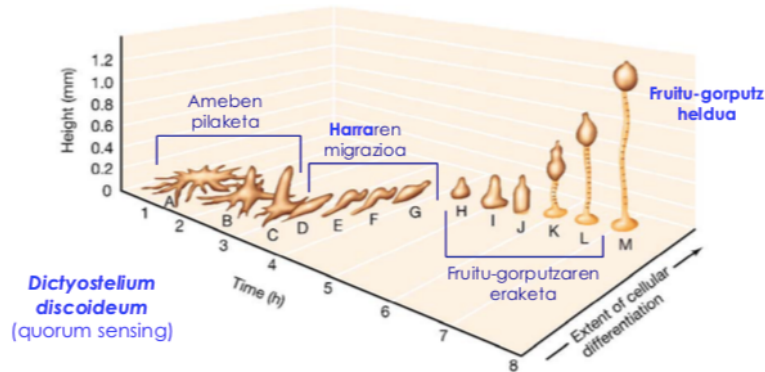 Height (mm)
1.2
1.0
0.8
0.6
0.4
0.2
0
Ameben
pilaketa
Harraren
migrazioa
Fruitu-gorputz
heldua
A
B
C
D
E
F
G
H
I
J
K
L
M
Fruitu-gorputzaren
eraketa
1
2
3
4
5
6
7
8
Time (h)
Extent of cellular
differentiation
Dictyostelium
discoideum
(quorum sensing)